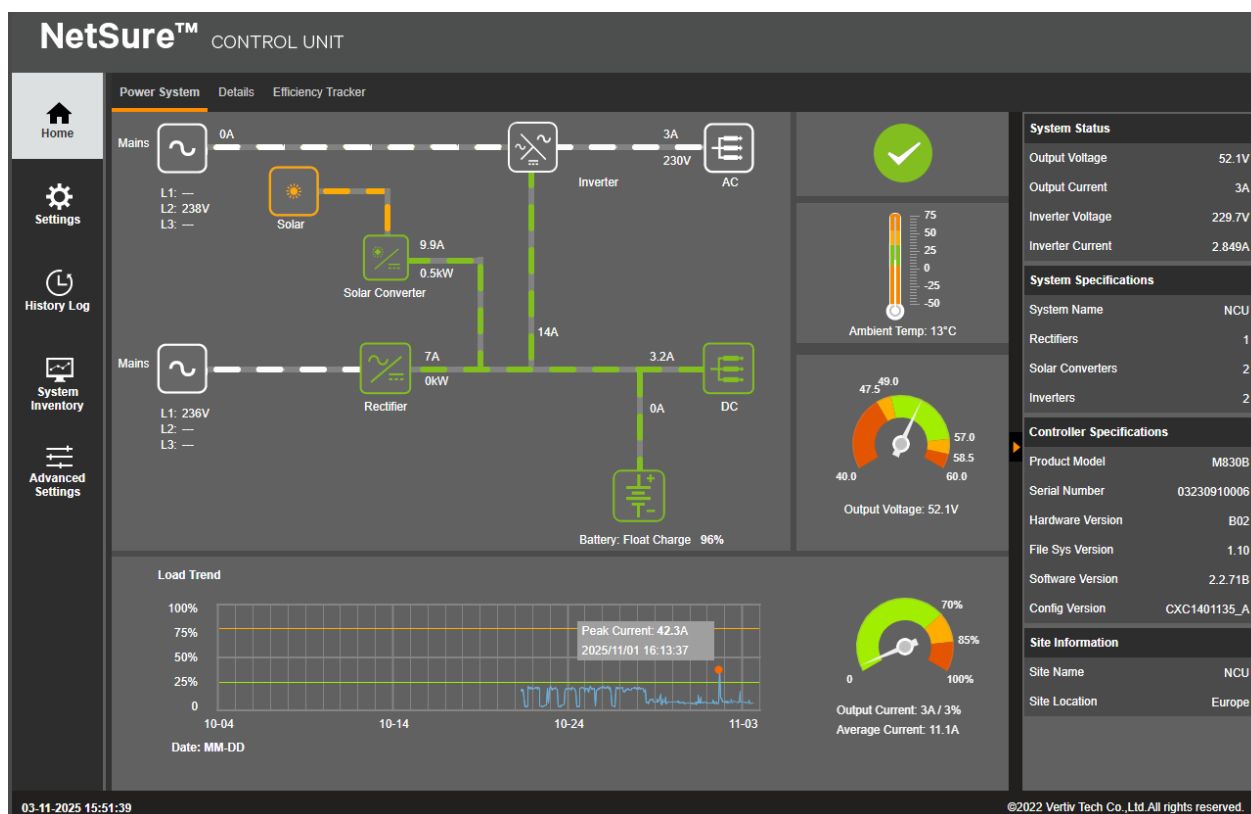 NetSure™ CONTROL UNIT
Home
Settings
History Log
System
Inventory
Advanced
Settings
Power System Details Efficiency Tracker
Mains
0A
L1: ---
L2: 238V
L3: ---
Solar
Inverter
3A
230V
AC
9.9A
0.5kW
Solar Converter
14A
Mains
7A
0kW
Rectifier
L1: 236V
L2: ---
L3: ---
3.2A
DC
0A
Battery: Float Charge 96%
75
50
25
0
-25
-50
Ambient Temp: 13°C
47.5
49.0
57.0
58.5
40.0
60.0
Output Voltage: 52.1V
Load Trend
100%
75%
50%
25%
0
Peak Current: 42.3A
2025/11/01 16:13:37
10-04 10-14 10-24 11-03
Date: MM-DD
70%
85%
0
100%
Output Current: 3A / 3%
Average Current: 11.1A
System Status
Output Voltage 52.1V
Output Current 3A
Inverter Voltage 229.7V
Inverter Current 2.849A
System Specifications
System Name NCU
Rectifiers 1
Solar Converters 2
Inverters 2
Controller Specifications
Product Model M830B
Serial Number 03230910006
Hardware Version B02
File Sys Version 1.10
Software Version 2.2.71B
Config Version CXC1401135_A
Site Information
Site Name NCU
Site Location Europe
03-11-2025 15:51:39
©2022 Vertiv Tech Co.,Ltd.All rights reserved.